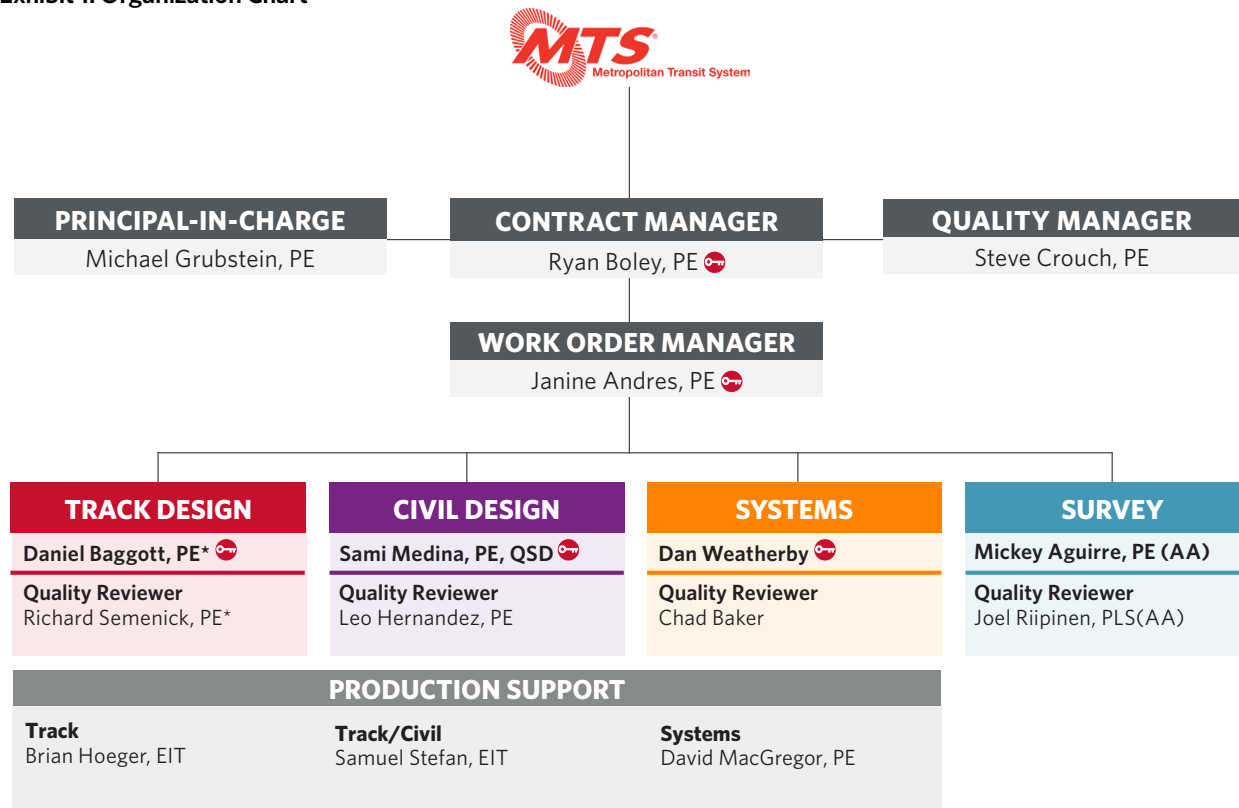 Exhibit 1. Organization Chart
MTS
Metropolitan Transit System
PRINCIPAL-IN-CHARGE
Michael Grubstein, PE
CONTRACT MANAGER
Ryan Boley, PE
QUALITY MANAGER
Steve Crouch, PE
WORK ORDER MANAGER
Janine Andres, PE
TRACK DESIGN
Daniel Baggott, PE*
Quality Reviewer
Richard Semenick, PE*
CIVIL DESIGN
Sami Medina, PE, QSD
Quality Reviewer
Leo Hernandez, PE
SYSTEMS
Dan Weatherby
Quality Reviewer
Chad Baker
SURVEY
Mickey Aguirre, PE (AA)
Quality Reviewer
Joel Riipinen, PLS(AA)
PRODUCTION SUPPORT
Track
Brian Hoeger, EIT
Track/Civil
Samuel Stefan, EIT
Systems
David MacGregor, PE